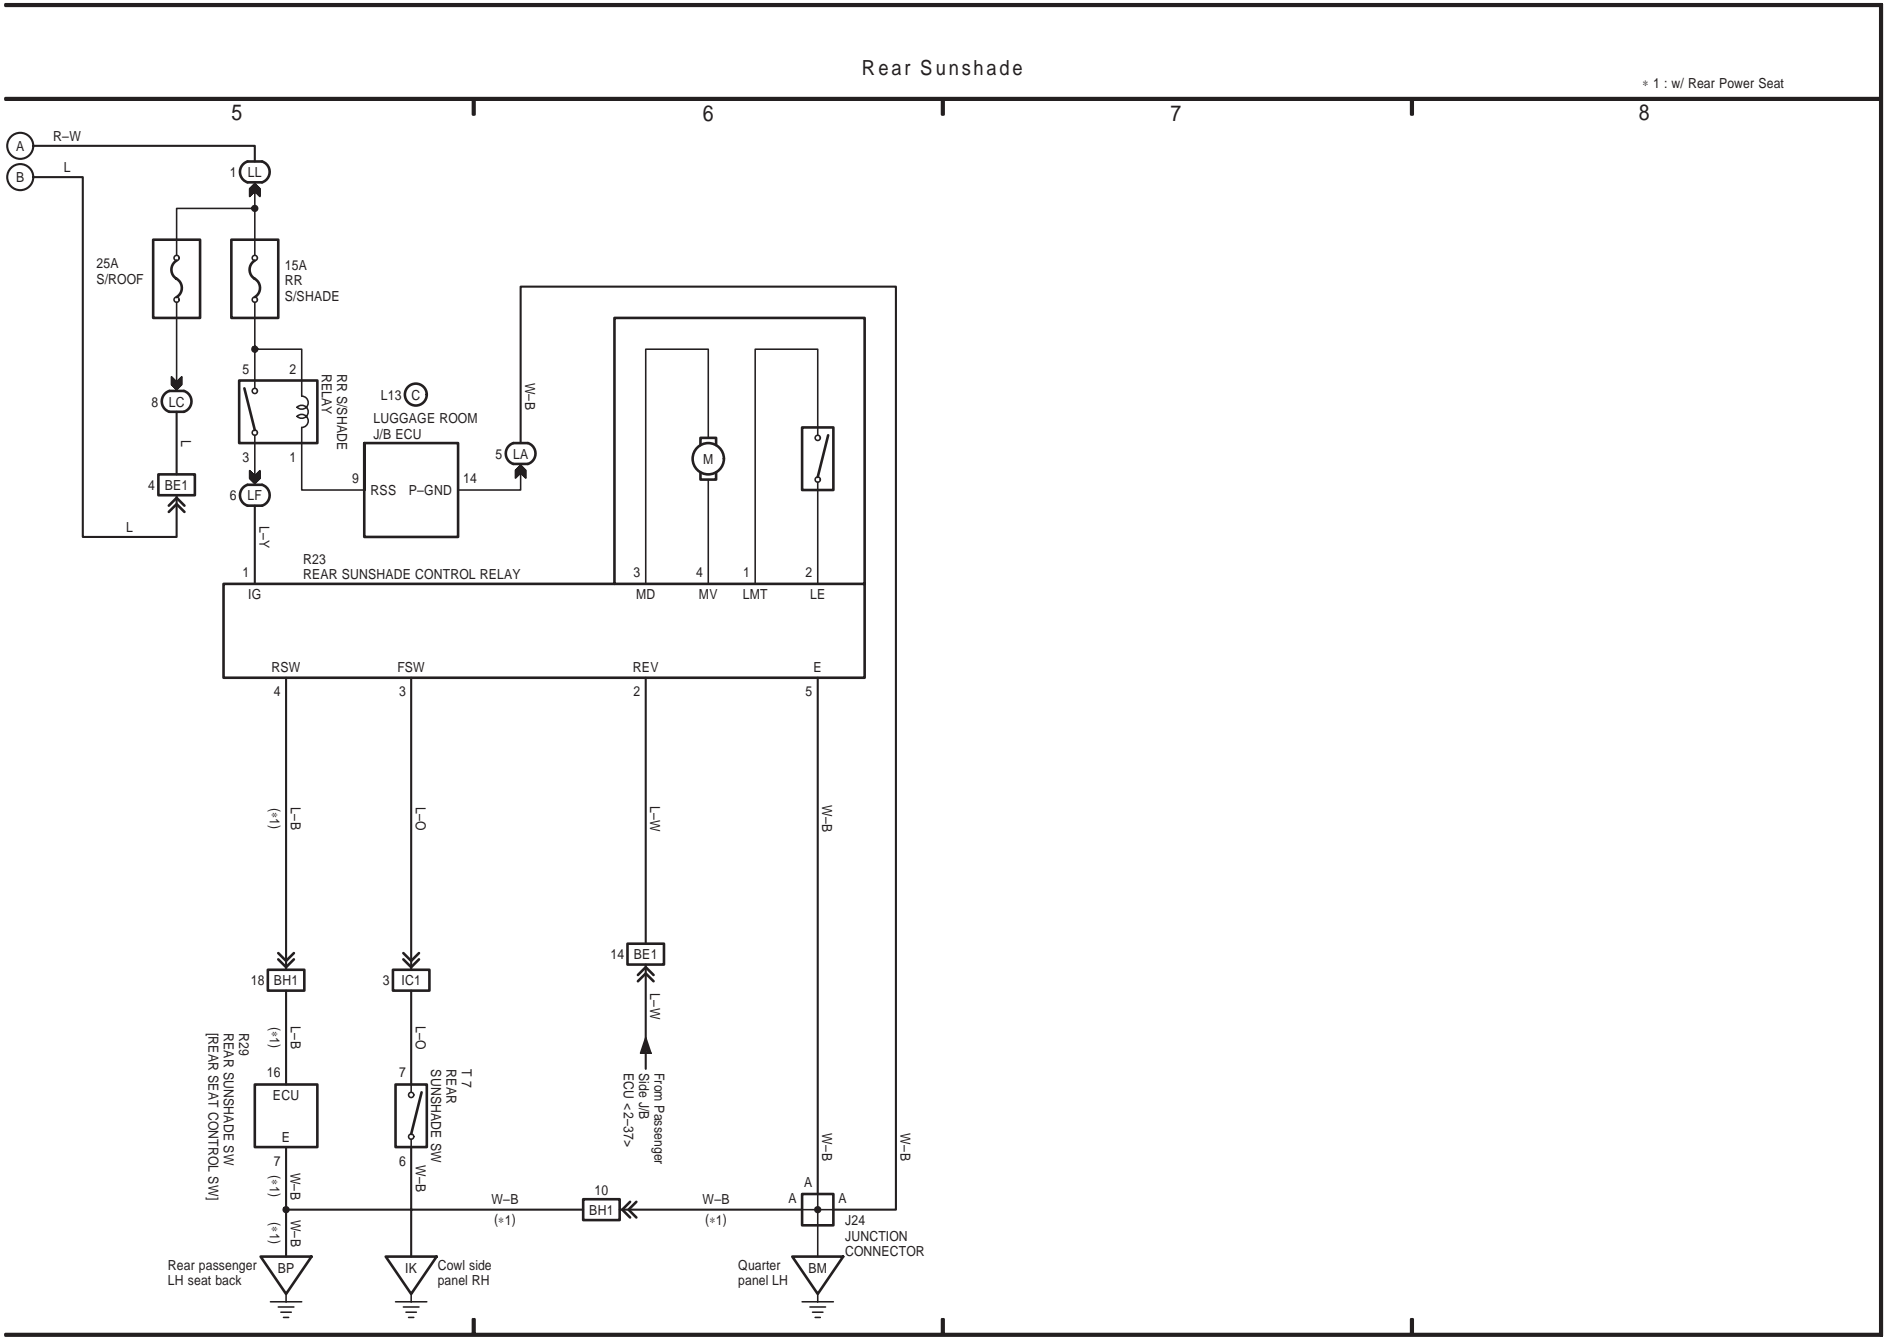 Rear Sunshade
∗ 1 : w/ Rear Power Seat
5
6
7
8
A
R–W
B
L
1
LL
25A
S/ROOF
15A
RR
S/SHADE
5
2
RR S/SHADE
RELAY
3
1
8
LC
L
4
BE1
L
6
LF
L–Y
L13
C
LUGGAGE ROOM
J/B ECU
9
RSS
P–GND
14
5
LA
W–B
M
R23
REAR SUNSHADE CONTROL RELAY
1
3
4
1
2
IG
MD
MV
LMT
LE
RSW
FSW
REV
E
4
3
2
5
(∗1)
L–B
L–O
L–W
W–B
14
BE1
18
BH1
3
IC1
L–W
(∗1)
L–B
L–O
R29
REAR SUNSHADE SW
[REAR SEAT CONTROL SW]
16
ECU
E
7
7
T 7
REAR
SUNSHADE SW
6
From Passenger
Side J/B
ECU <2–37>
W–B
W–B
(∗1)
W–B
W–B
A
A
A
W–B
(∗1)
10
BH1
W–B
(∗1)
J24
JUNCTION
CONNECTOR
(∗1)
W–B
Rear passenger
LH seat back
BP
IK
Cowl side
panel RH
Quarter
panel LH
BM